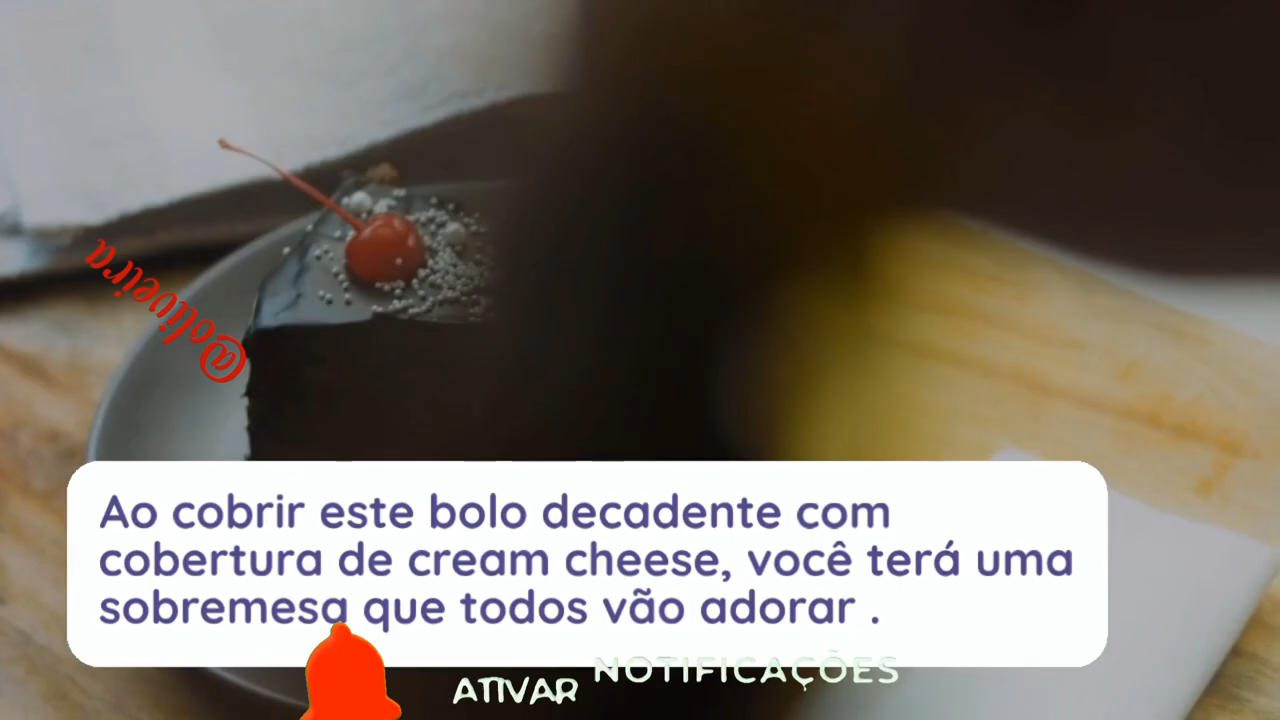 @oliveira
Ao cobrir este bolo decadente com
cobertura de cream cheese, você terá uma
sobremesa que todos vão adorar .
ATIVAR NOTIFICAÇÕES